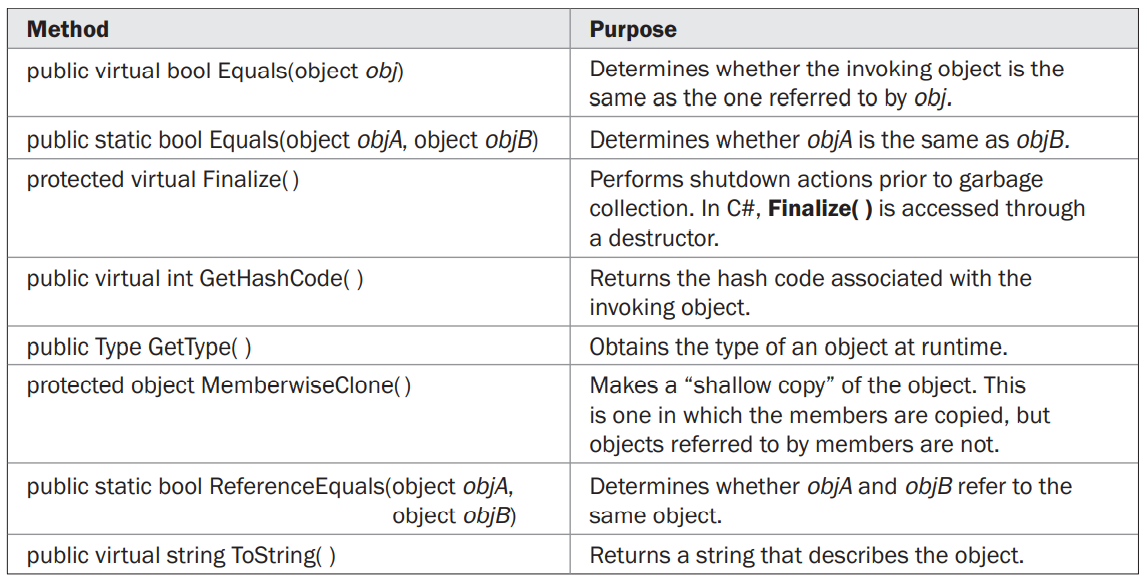 Method
Purpose
public virtual bool Equals(object obj)
Determines whether the invoking object is the
same as the one referred to by obj.
public static bool Equals(object objA, object objB)
Determines whether objA is the same as objB.
protected virtual Finalize( )
Performs shutdown actions prior to garbage
collection. In C#, Finalize( ) is accessed through
a destructor.
public virtual int GetHashCode( )
Returns the hash code associated with the
invoking object.
public Type GetType( )
Obtains the type of an object at runtime.
protected object MemberwiseClone( )
Makes a “shallow copy” of the object. This
is one in which the members are copied, but
objects referred to by members are not.
public static bool ReferenceEquals(object objA,
object objB)
Determines whether objA and objB refer to the
same object.
public virtual string ToString( )
Returns a string that describes the object.